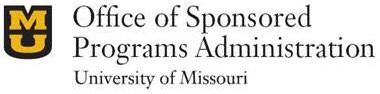 MU
Office of Sponsored
Programs Administration
University of Missouri